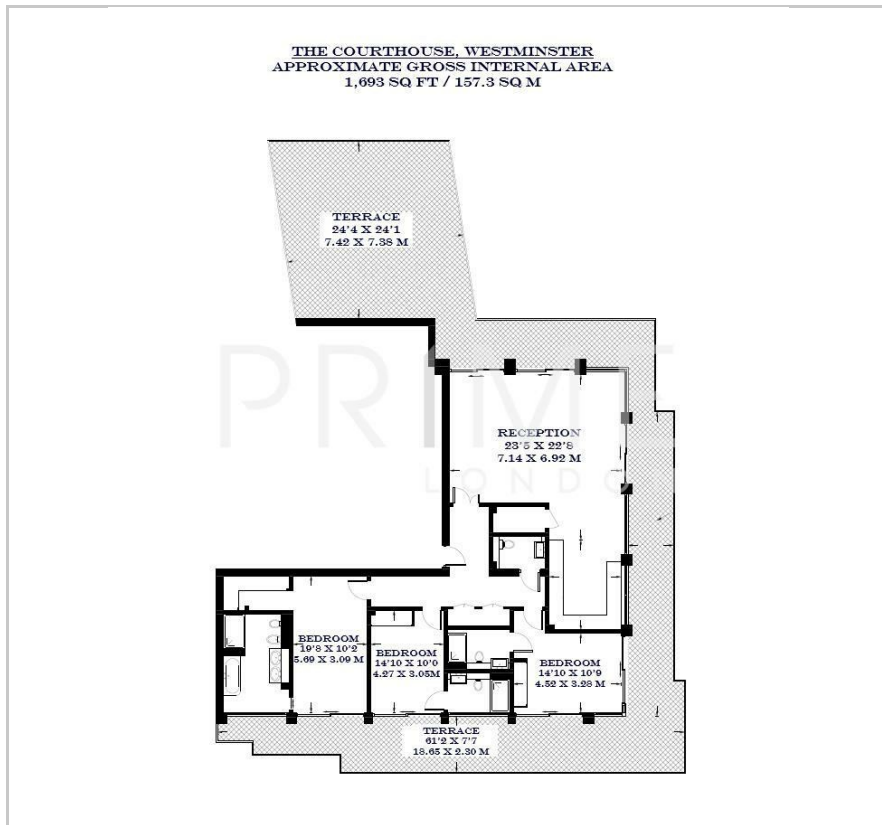 THE COURTHOUSE, WESTMINSTER
APPROXIMATE GROSS INTERNAL AREA
1,693 SQ FT / 157.3 SQ M
TERRACE
24'4 X 24'1
7.42 X 7.38 M
PRIME
LONDON
RECEPTION
23'5 X 22'8
7.14 X 6.92 M
BEDROOM
19'8 X 10'2
5.69 X 3.09 M
BEDROOM
14'10 X 10'0
4.27 X 3.05M
BEDROOM
14'10 X 10'9
4.52 X 3.28 M
TERRACE
61'2 X 7'7
18.65 X 2.30 M